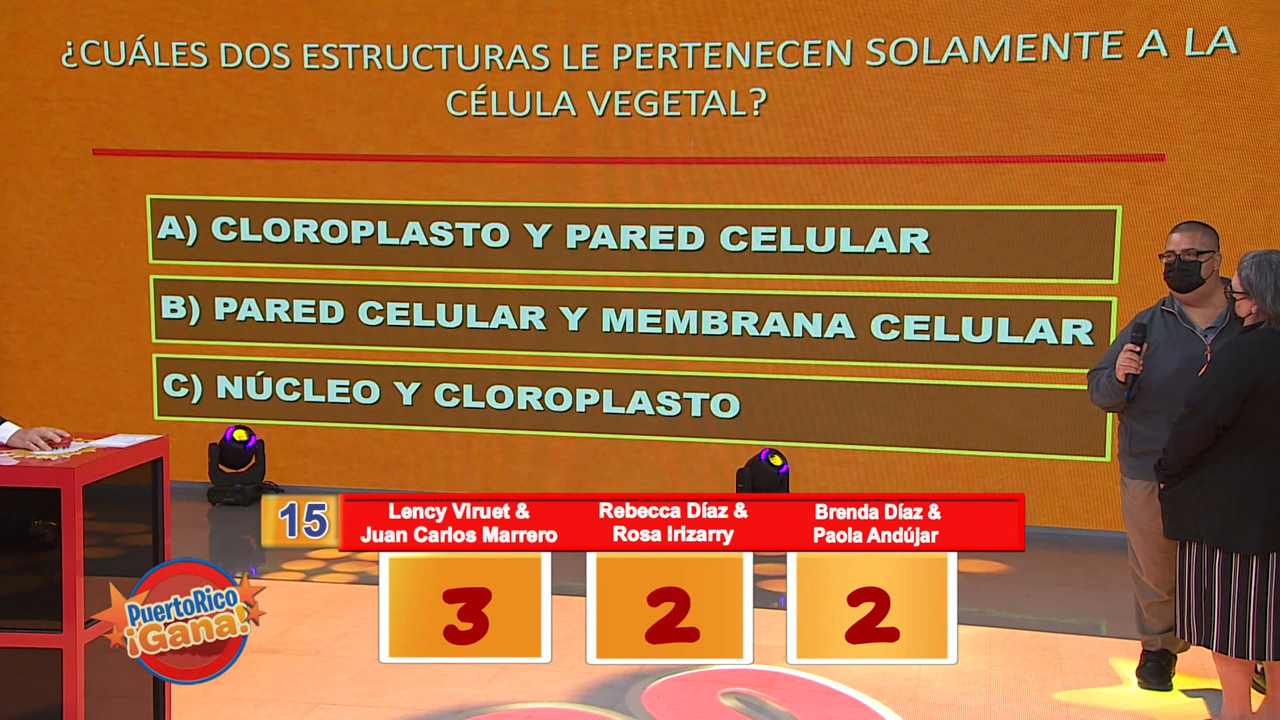 ¿CUÁLES DOS ESTRUCTURAS LE PERTENECEN SOLAMENTE A LA
CÉLULA VEGETAL?
A) CLOROPLASTO Y PARED CELULAR
B) PARED CELULAR Y MEMBRANA CELULAR
C) NÚCLEO Y CLOROPLASTO
15
Lency Viruet &
Juan Carlos Marrero
Rebecca Díaz &
Rosa Irizarry
Brenda Díaz &
Paola Andújar
3
2
2
PuertoRico
¡Gana!